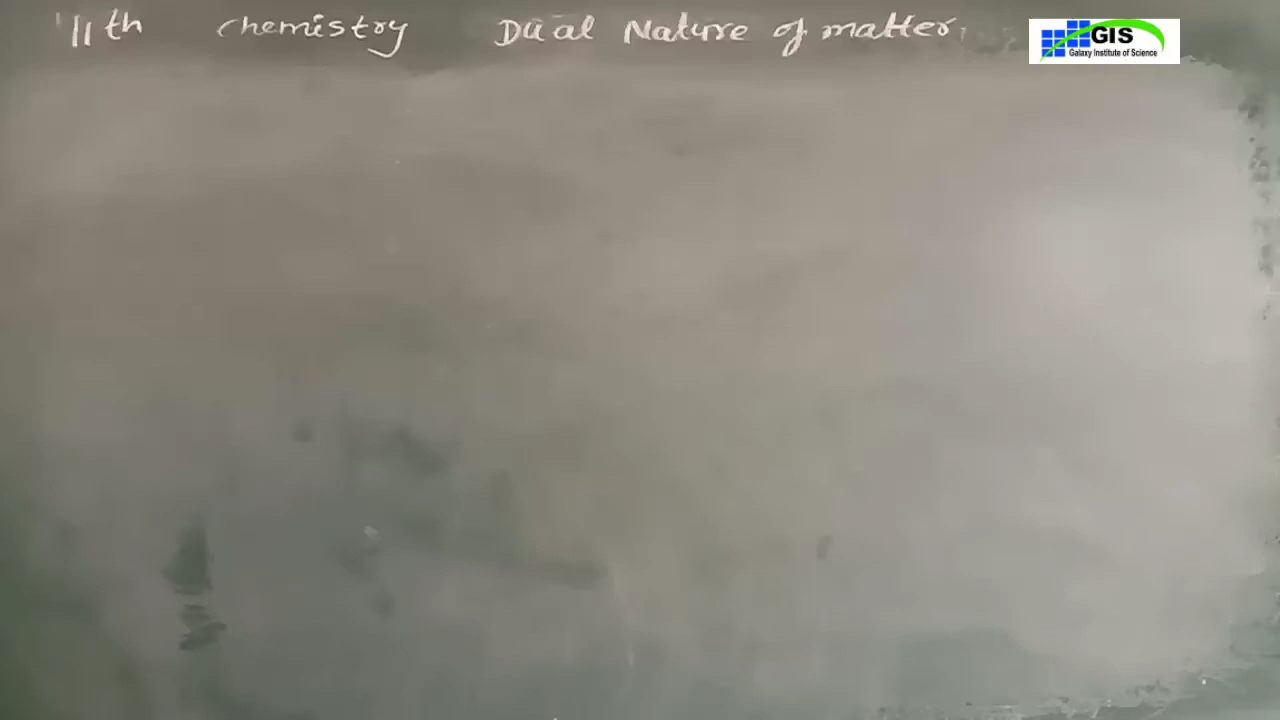 11th chemistry Dual Nature of matter
GIS
Galaxy Institute of Science